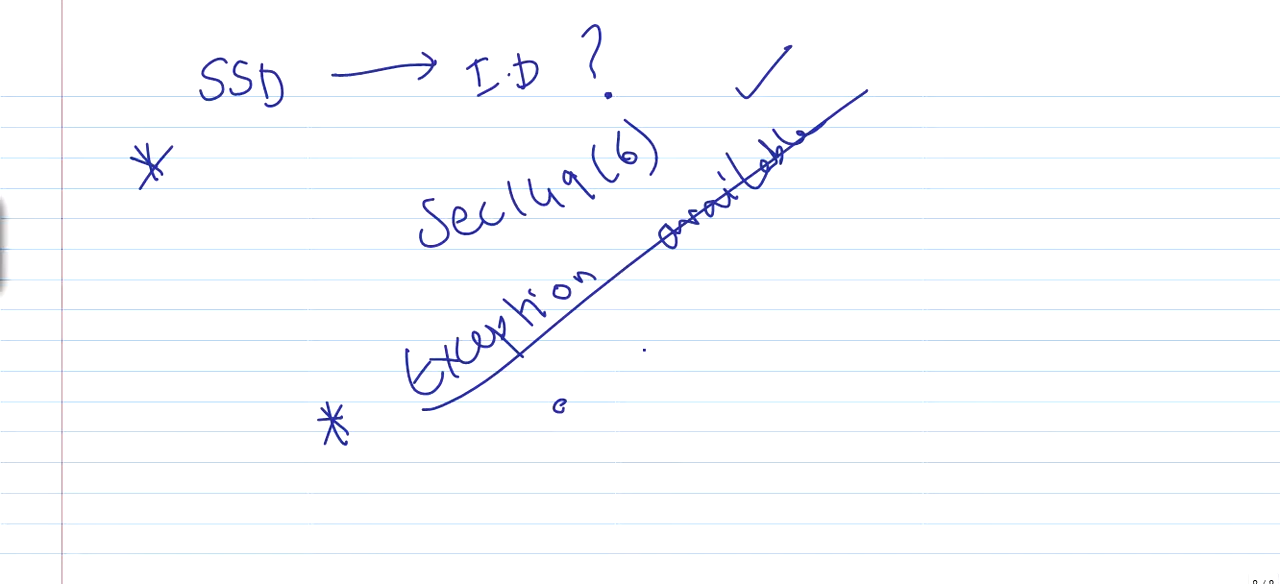 SSD → I.D ?
* ✓
Sec 149(6)
Exception available
*